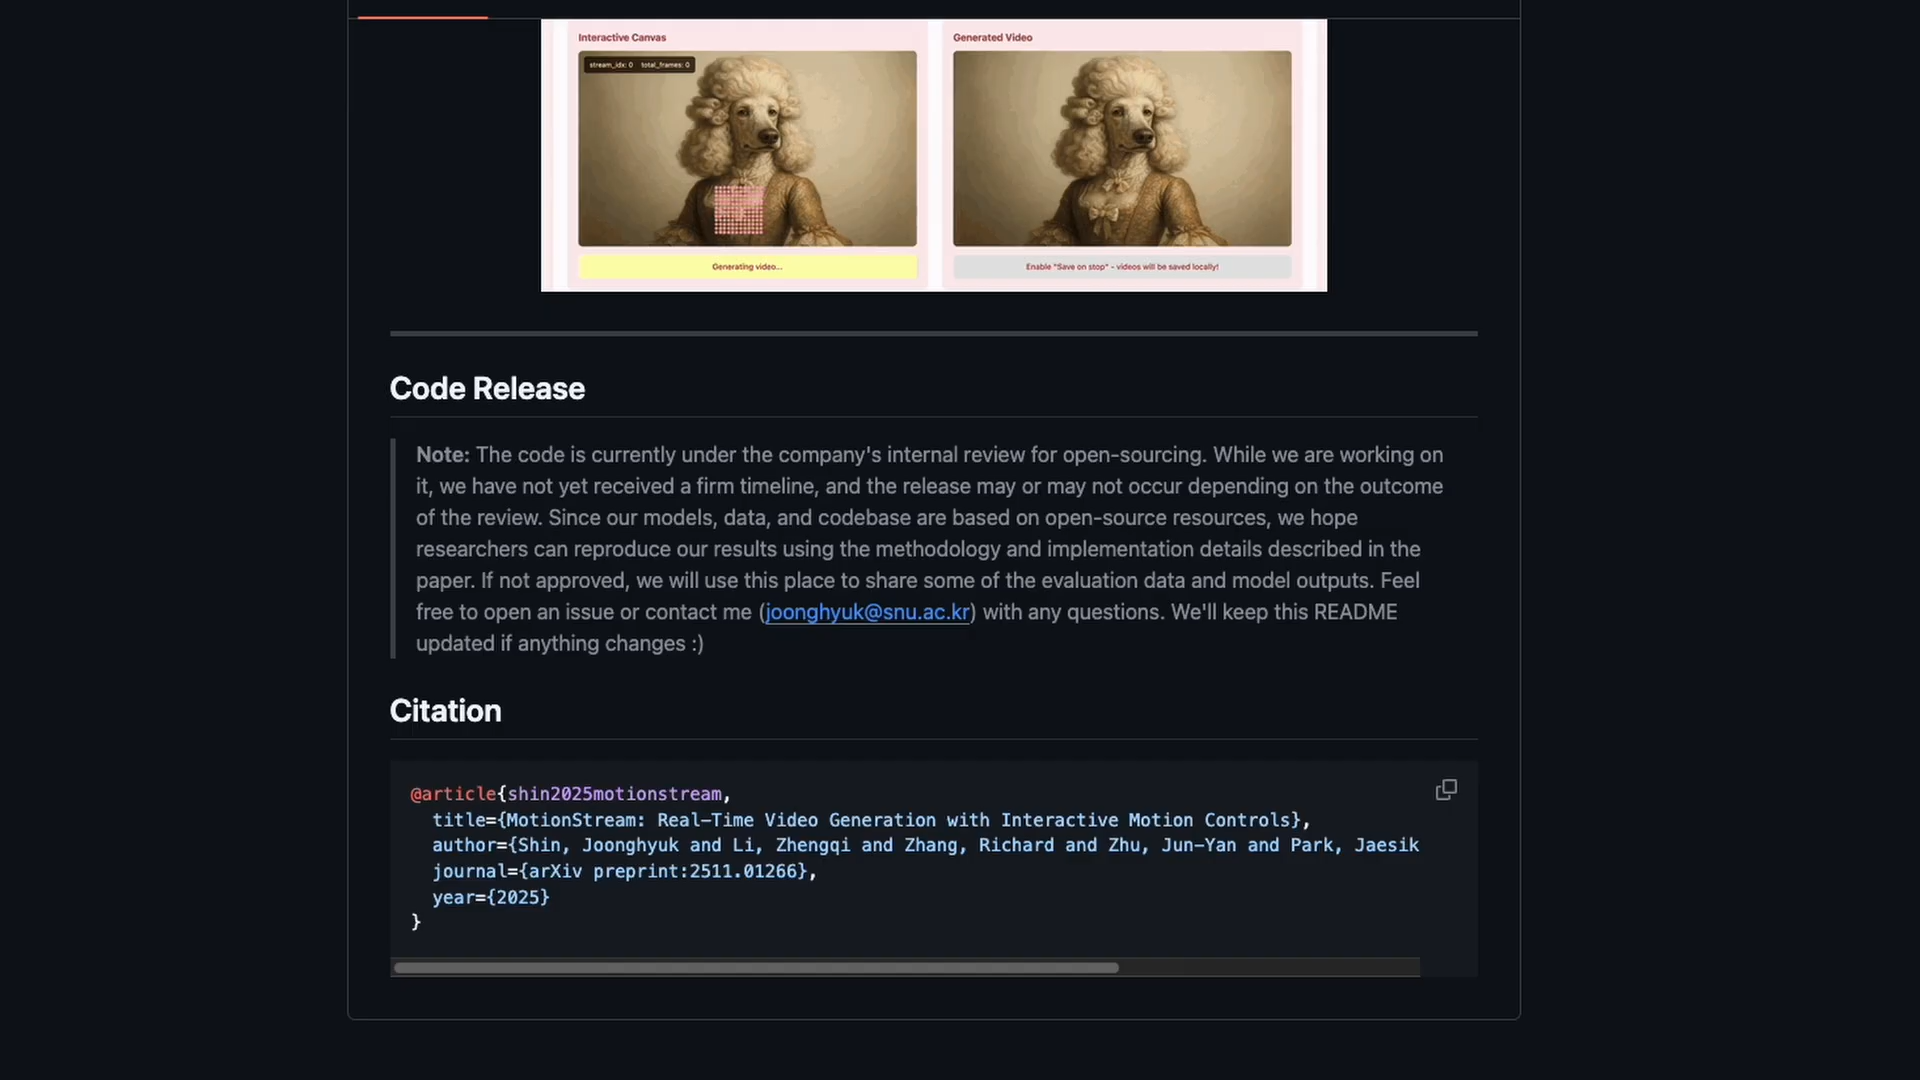 Interactive Canvas
Generated Video
stream_idx: 0 total_frames: 0
Generating video...
Enable "Save on stop" - videos will be saved locally!
Code Release
Note: The code is currently under the company's internal review for open-sourcing. While we are working on
it, we have not yet received a firm timeline, and the release may or may not occur depending on the outcome
of the review. Since our models, data, and codebase are based on open-source resources, we hope
researchers can reproduce our results using the methodology and implementation details described in the
paper. If not approved, we will use this place to share some of the evaluation data and model outputs. Feel
free to open an issue or contact me (joonghyuk@snu.ac.kr) with any questions. We'll keep this README
updated if anything changes :)
Citation
@article{shin2025motionstream,
title={MotionStream: Real-Time Video Generation with Interactive Motion Controls},
author={Shin, Joonghyuk and Li, Zhengqi and Zhang, Richard and Zhu, Jun-Yan and Park, Jaesik
journal={arXiv preprint:2511.01266},
year={2025}
}